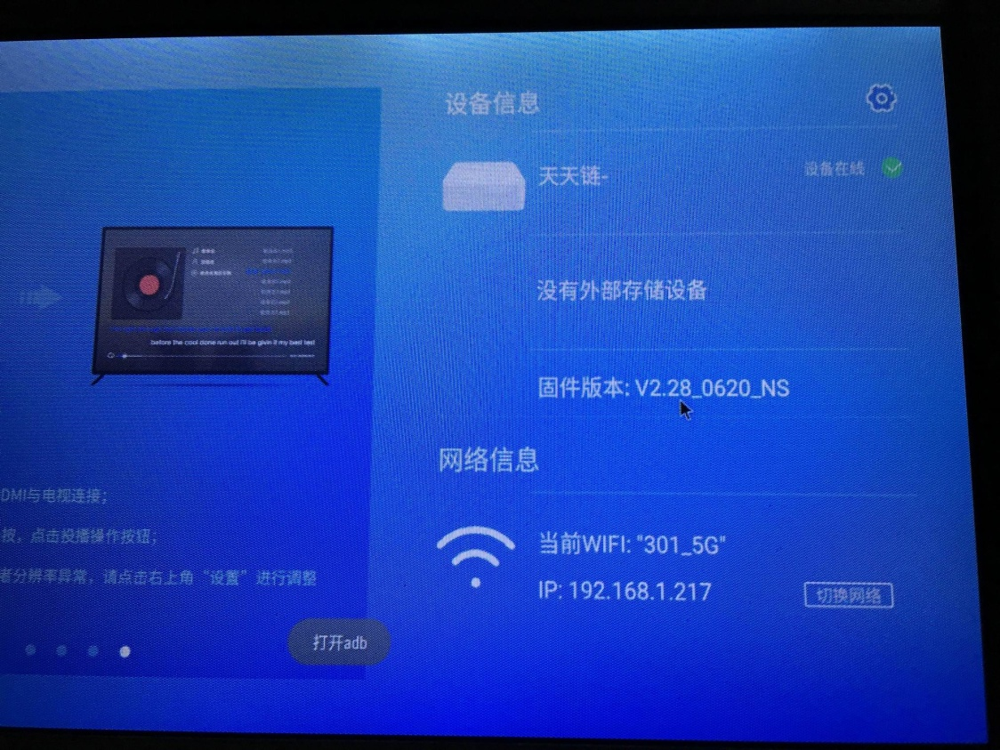 设备信息
天天链-
设备在线
没有外部存储设备
固件版本: V2.28_0620_NS
网络信息
当前WIFI: "301_5G"
IP: 192.168.1.217
切换网络
before the cool done run out I'll be givin it my best test
DMI与电视连接；
按，点击投播操作按钮；
者分辨率异常，请点击右上角“设置”进行调整
打开adb